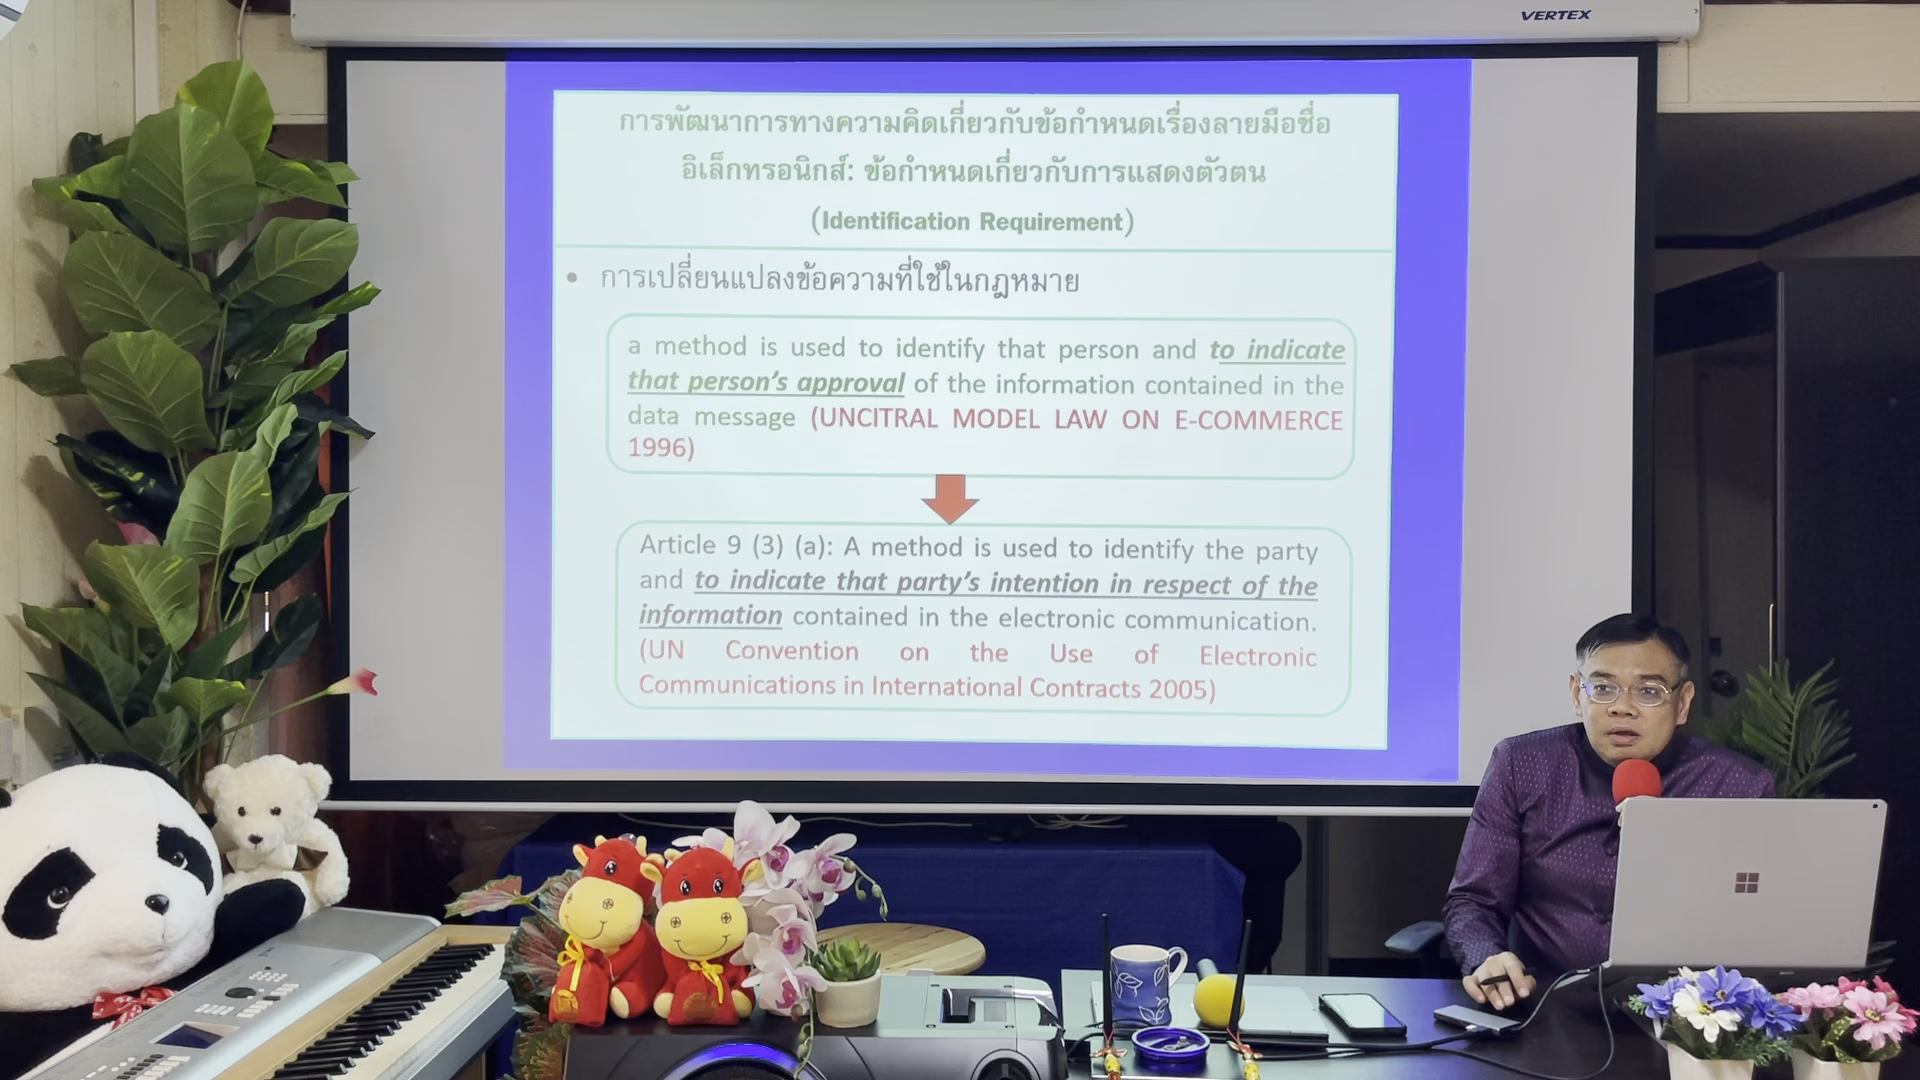 VERTEX
การพัฒนาการทางความคิดเกี่ยวกับข้อกำหนดเรื่องลายมือชื่อ
อิเล็กทรอนิกส์: ข้อกำหนดเกี่ยวกับการแสดงตัวตน
(Identification Requirement)
• การเปลี่ยนแปลงข้อความที่ใช้ในกฎหมาย
a method is used to identify that person and to indicate
that person’s approval of the information contained in the
data message (UNCITRAL MODEL LAW ON E-COMMERCE
1996)
Article 9 (3) (a): A method is used to identify the party
and to indicate that party’s intention in respect of the
information contained in the electronic communication.
(UN Convention on the Use of Electronic
Communications in International Contracts 2005)